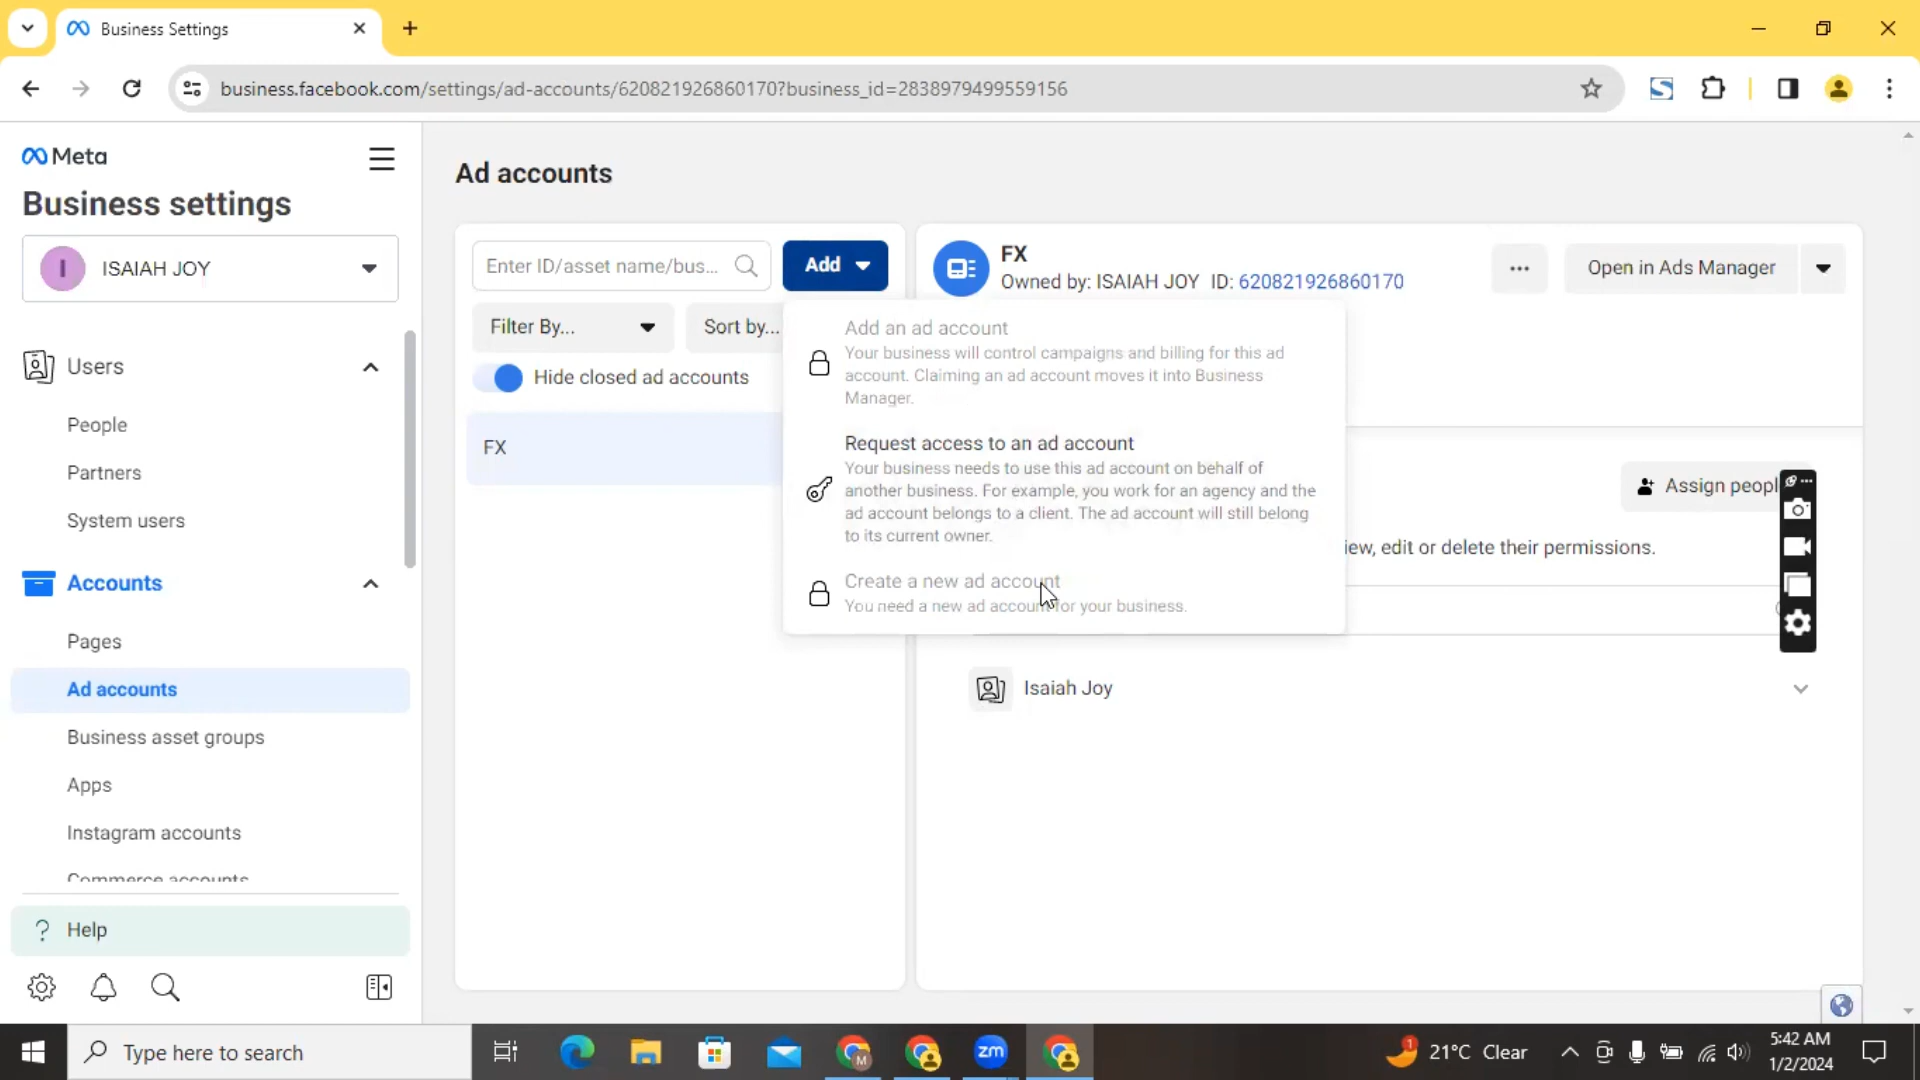 Business Settings
business.facebook.com/settings/ad-accounts/620821926860170?business_id=2838979499559156
Meta
Business settings
I ISAIAH JOY
Users
People
Partners
System users
Accounts
Pages
Ad accounts
Business asset groups
Apps
Instagram accounts
Commerce accounts
? Help
Ad accounts
Enter ID/asset name/bus...
Add
Filter By...
Sort by...
Hide closed ad accounts
FX
Add an ad account
Your business will control campaigns and billing for this ad
account. Claiming an ad account moves it into Business
Manager.
Request access to an ad account
Your business needs to use this ad account on behalf of
another business. For example, you work for an agency and the
ad account belongs to a client. The ad account will still belong
to its current owner.
Create a new ad account
You need a new ad account for your business.
FX
Owned by: ISAIAH JOY ID: 620821926860170
Open in Ads Manager
Assign peopl
iew, edit or delete their permissions.
Isaiah Joy
Type here to search
M
zm
1
21°C Clear
5:42 AM
1/2/2024